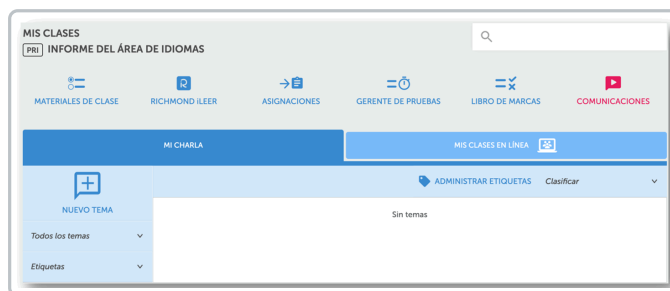 MIS CLASES
PRI INFORME DEL ÁREA DE IDIOMAS
MATERIALES DE CLASE
RICHMOND iLEER
ASIGNACIONES
GERENTE DE PRUEBAS
LIBRO DE MARCAS
COMUNICACIONES
MI CHARLA
MIS CLASES EN LÍNEA
NUEVO TEMA
ADMINISTRAR ETIQUETAS
Clasificar
Todos los temas
Sin temas
Etiquetas